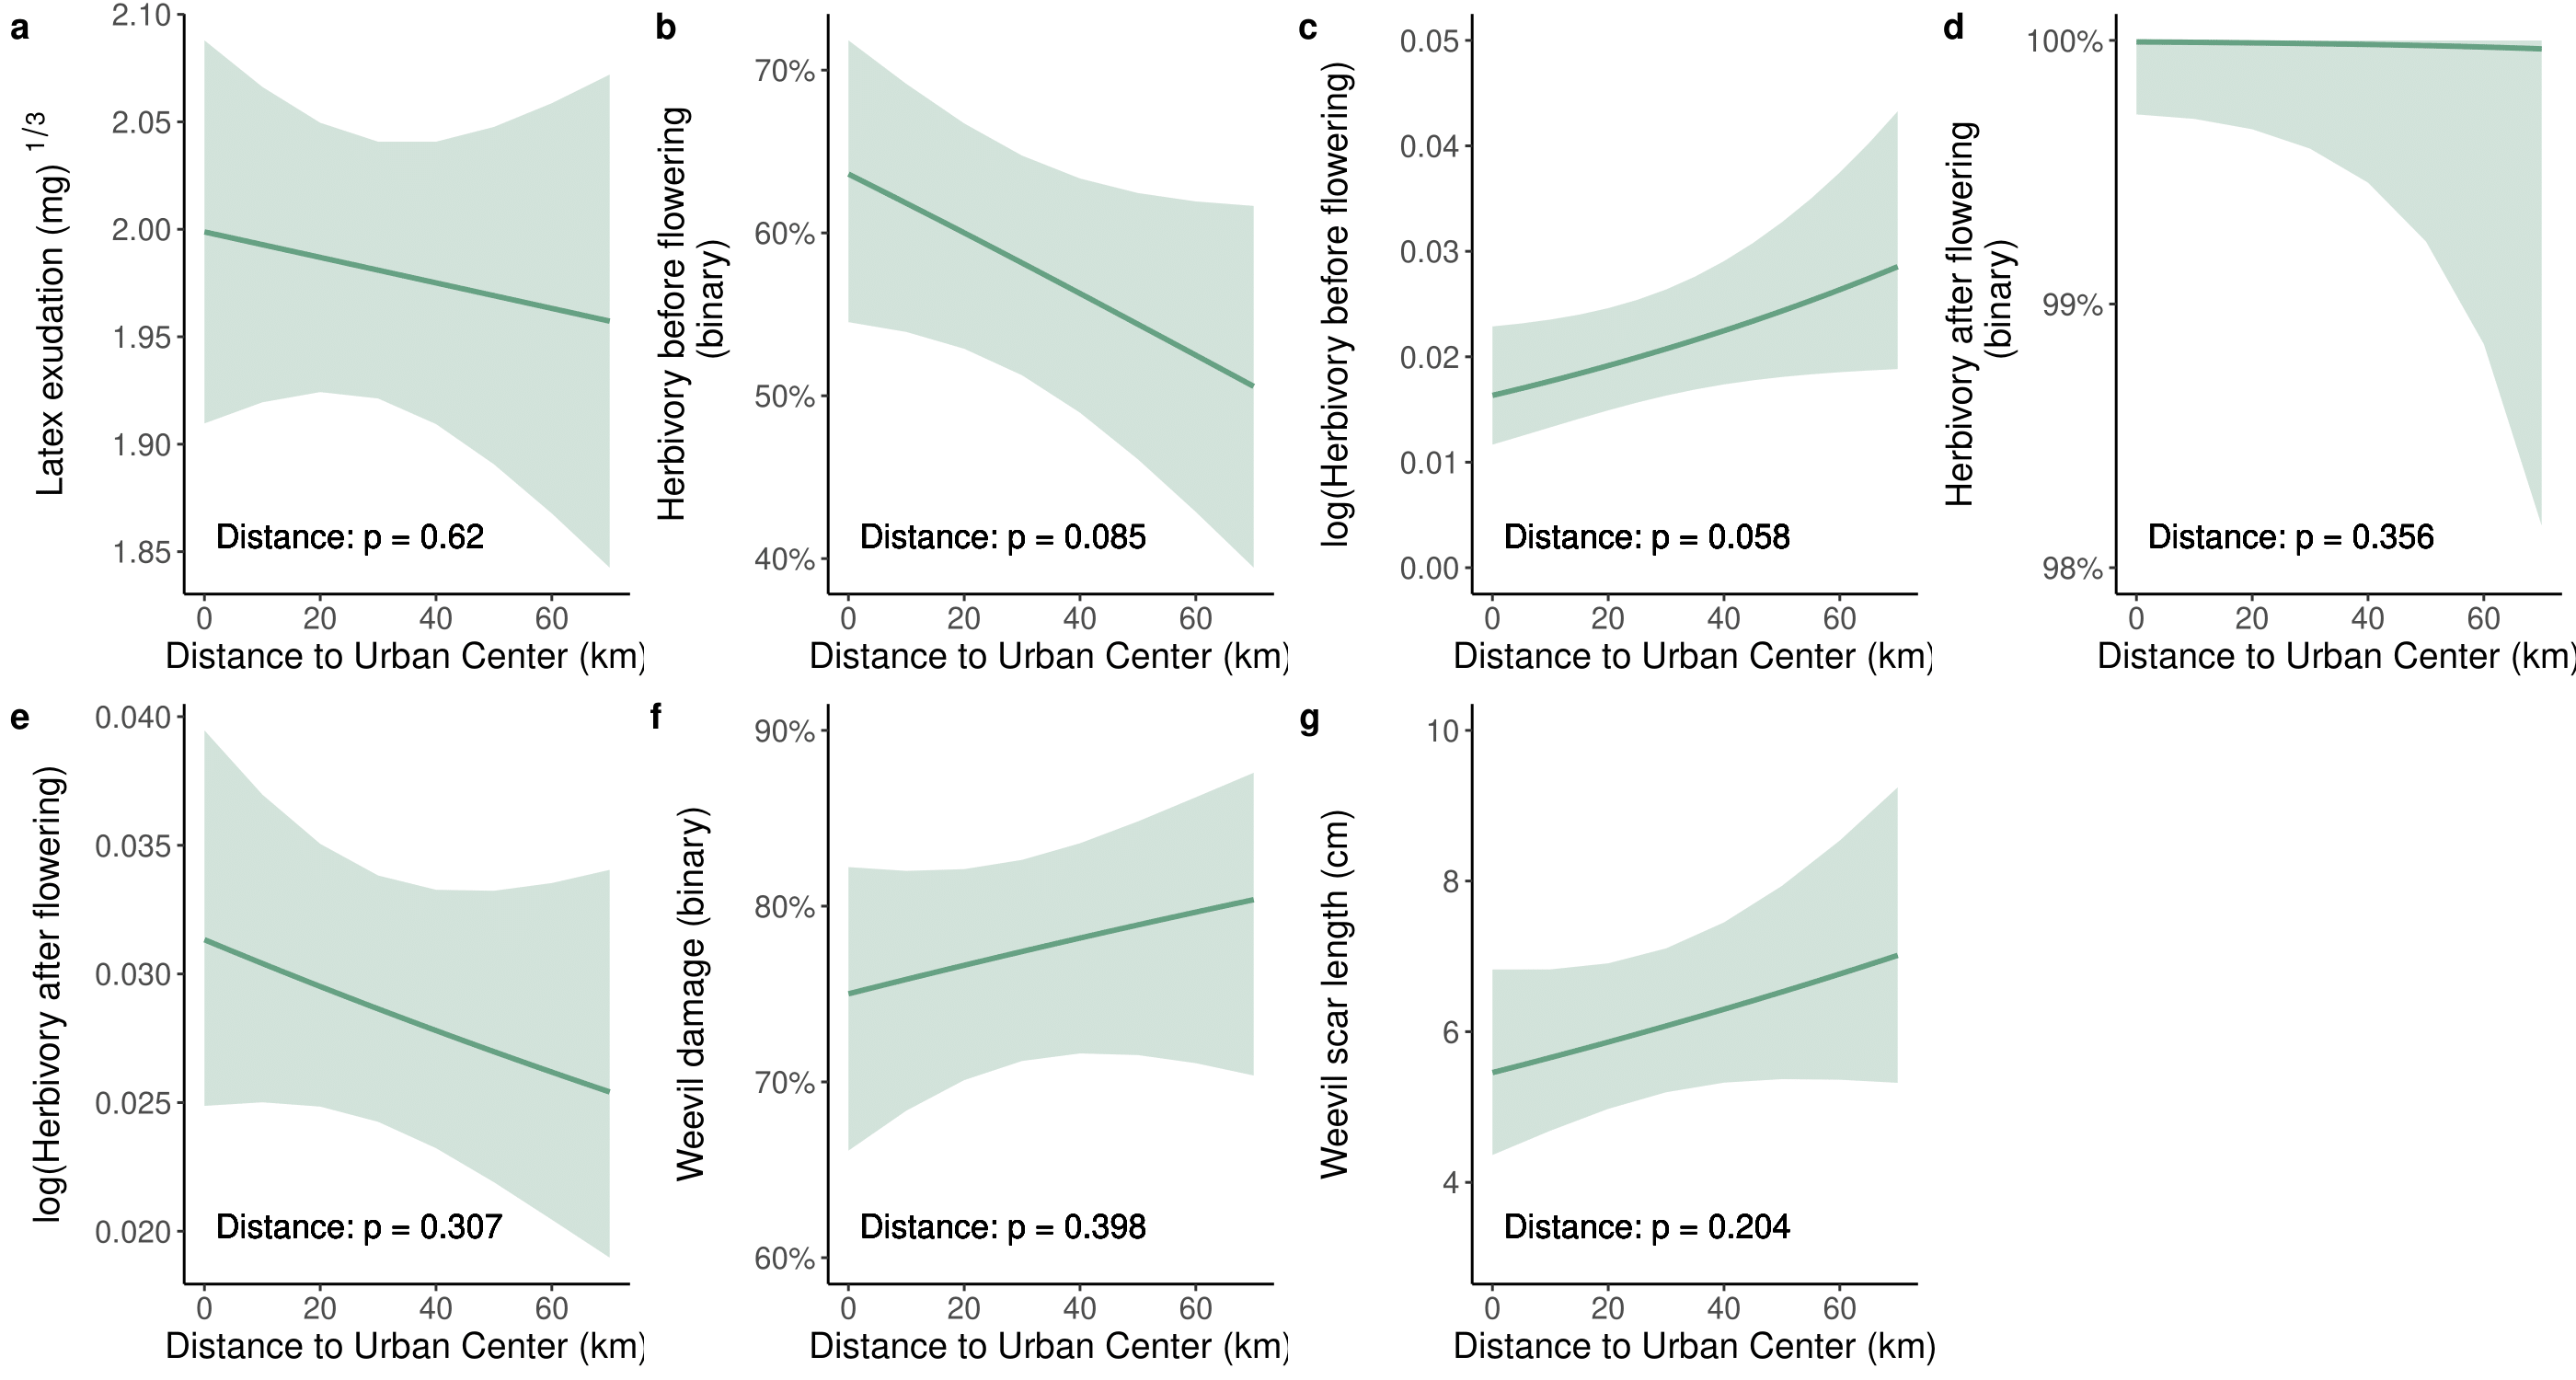 a
Latex exudation (mg) 1/3
2.10
2.05
2.00
1.95
1.90
1.85
Distance: p = 0.62
0 20 40 60
Distance to Urban Center (km)
b
Herbivory before flowering
(binary)
70%
60%
50%
40%
Distance: p = 0.085
0 20 40 60
Distance to Urban Center (km)
c
log(Herbivory before flowering)
0.05
0.04
0.03
0.02
0.01
0.00
Distance: p = 0.058
0 20 40 60
Distance to Urban Center (km)
d
Herbivory after flowering
(binary)
100%
99%
98%
Distance: p = 0.356
0 20 40 60
Distance to Urban Center (km)
e
log(Herbivory after flowering)
0.040
0.035
0.030
0.025
0.020
Distance: p = 0.307
0 20 40 60
Distance to Urban Center (km)
f
Weevil damage (binary)
90%
80%
70%
60%
Distance: p = 0.398
0 20 40 60
Distance to Urban Center (km)
g
Weevil scar length (cm)
10
8
6
4
Distance: p = 0.204
0 20 40 60
Distance to Urban Center (km)